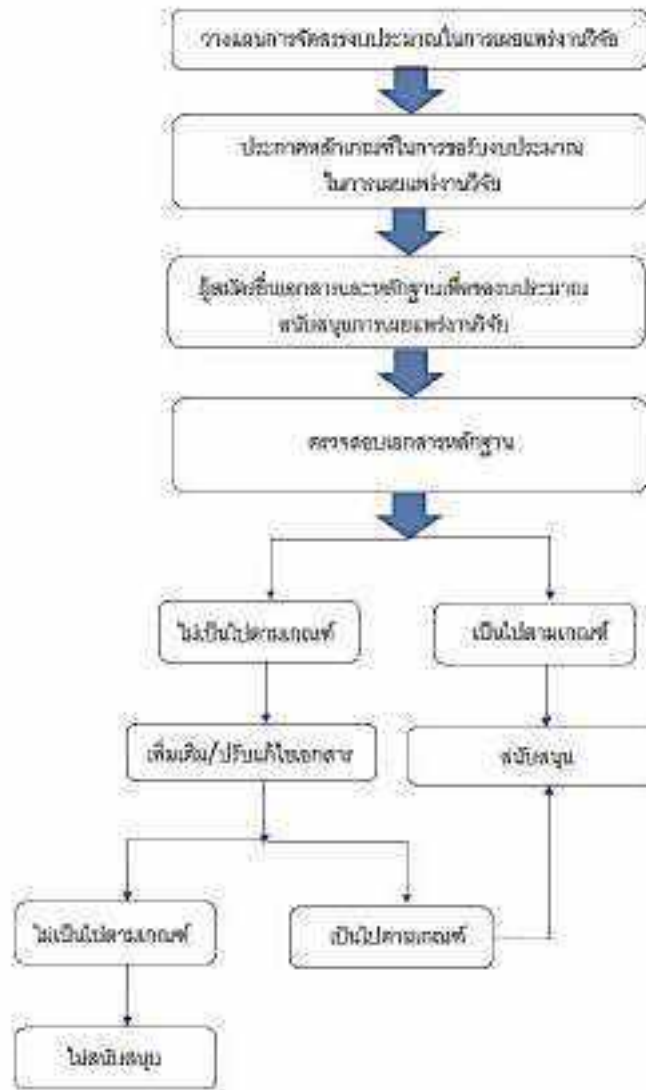 วางแผนการจัดสรรงบประมาณในการเผยแพร่งานวิจัย
ประกาศหลักเกณฑ์ในการขอรับงบประมาณ
ในการเผยแพร่งานวิจัย
ผู้สมัครยื่นเอกสารและหลักฐานเพื่อของบประมาณ
สนับสนุนการเผยแพร่งานวิจัย
ตรวจสอบเอกสารหลักฐาน
ไม่เป็นไปตามเกณฑ์
เป็นไปตามเกณฑ์
เพิ่มเติม/ปรับแก้ไขเอกสาร
สนับสนุน
ไม่เป็นไปตามเกณฑ์
เป็นไปตามเกณฑ์
ไม่สนับสนุน